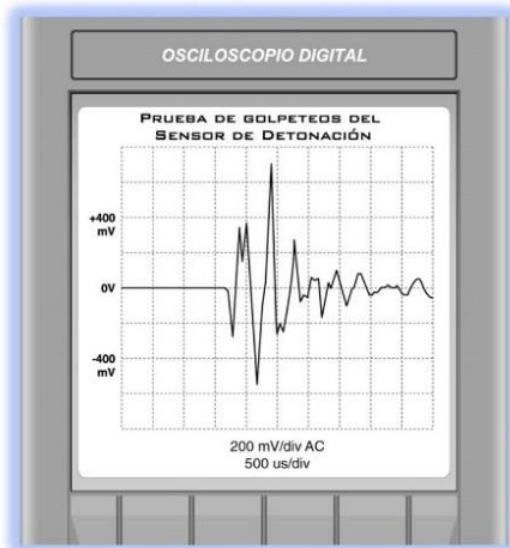 OSCILOSCOPIO DIGITAL
PRUEBA DE GOLPETEOS DEL
SENSOR DE DETONACIÓN
+400
mV
0V
-400
mV
200 mV/div AC
500 us/div